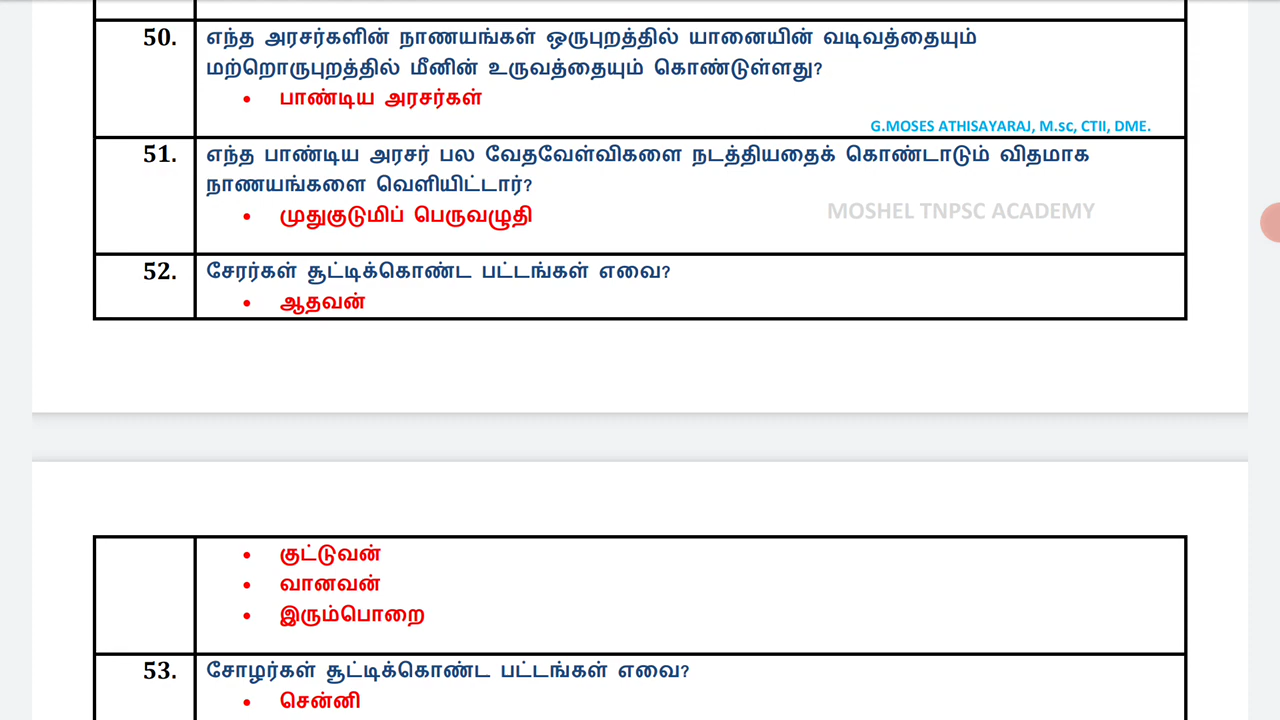 50. எந்த அரசர்களின் நாணயங்கள் ஒருபுறத்தில் யானையின் வடிவத்தையும்
மற்றொருபுறத்தில் மீனின் உருவத்தையும் கொண்டுள்ளது?
• பாண்டிய அரசர்கள்
G.MOSES ATHISAYARAJ, M.sc, CTII, DME.
51. எந்த பாண்டிய அரசர் பல வேதவேள்விகளை நடத்தியதைக் கொண்டாடும் விதமாக
நாணயங்களை வெளியிட்டார்?
• முதுகுடுமிப் பெருவழுதி
MOSHEL TNPSC ACADEMY
52. சேரர்கள் சூட்டிக்கொண்ட பட்டங்கள் எவை?
• ஆதவன்
• குட்டுவன்
• வானவன்
• இரும்பொறை
53. சோழர்கள் சூட்டிக்கொண்ட பட்டங்கள் எவை?
• சென்னி